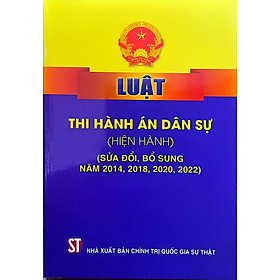 LUẬT
THI HÀNH ÁN DÂN SỰ
(HIỆN HÀNH)
(SỬA ĐỔI, BỔ SUNG
NĂM 2014, 2018, 2020, 2022)
ST NHÀ XUẤT BẢN CHÍNH TRỊ QUỐC GIA SỰ THẬT